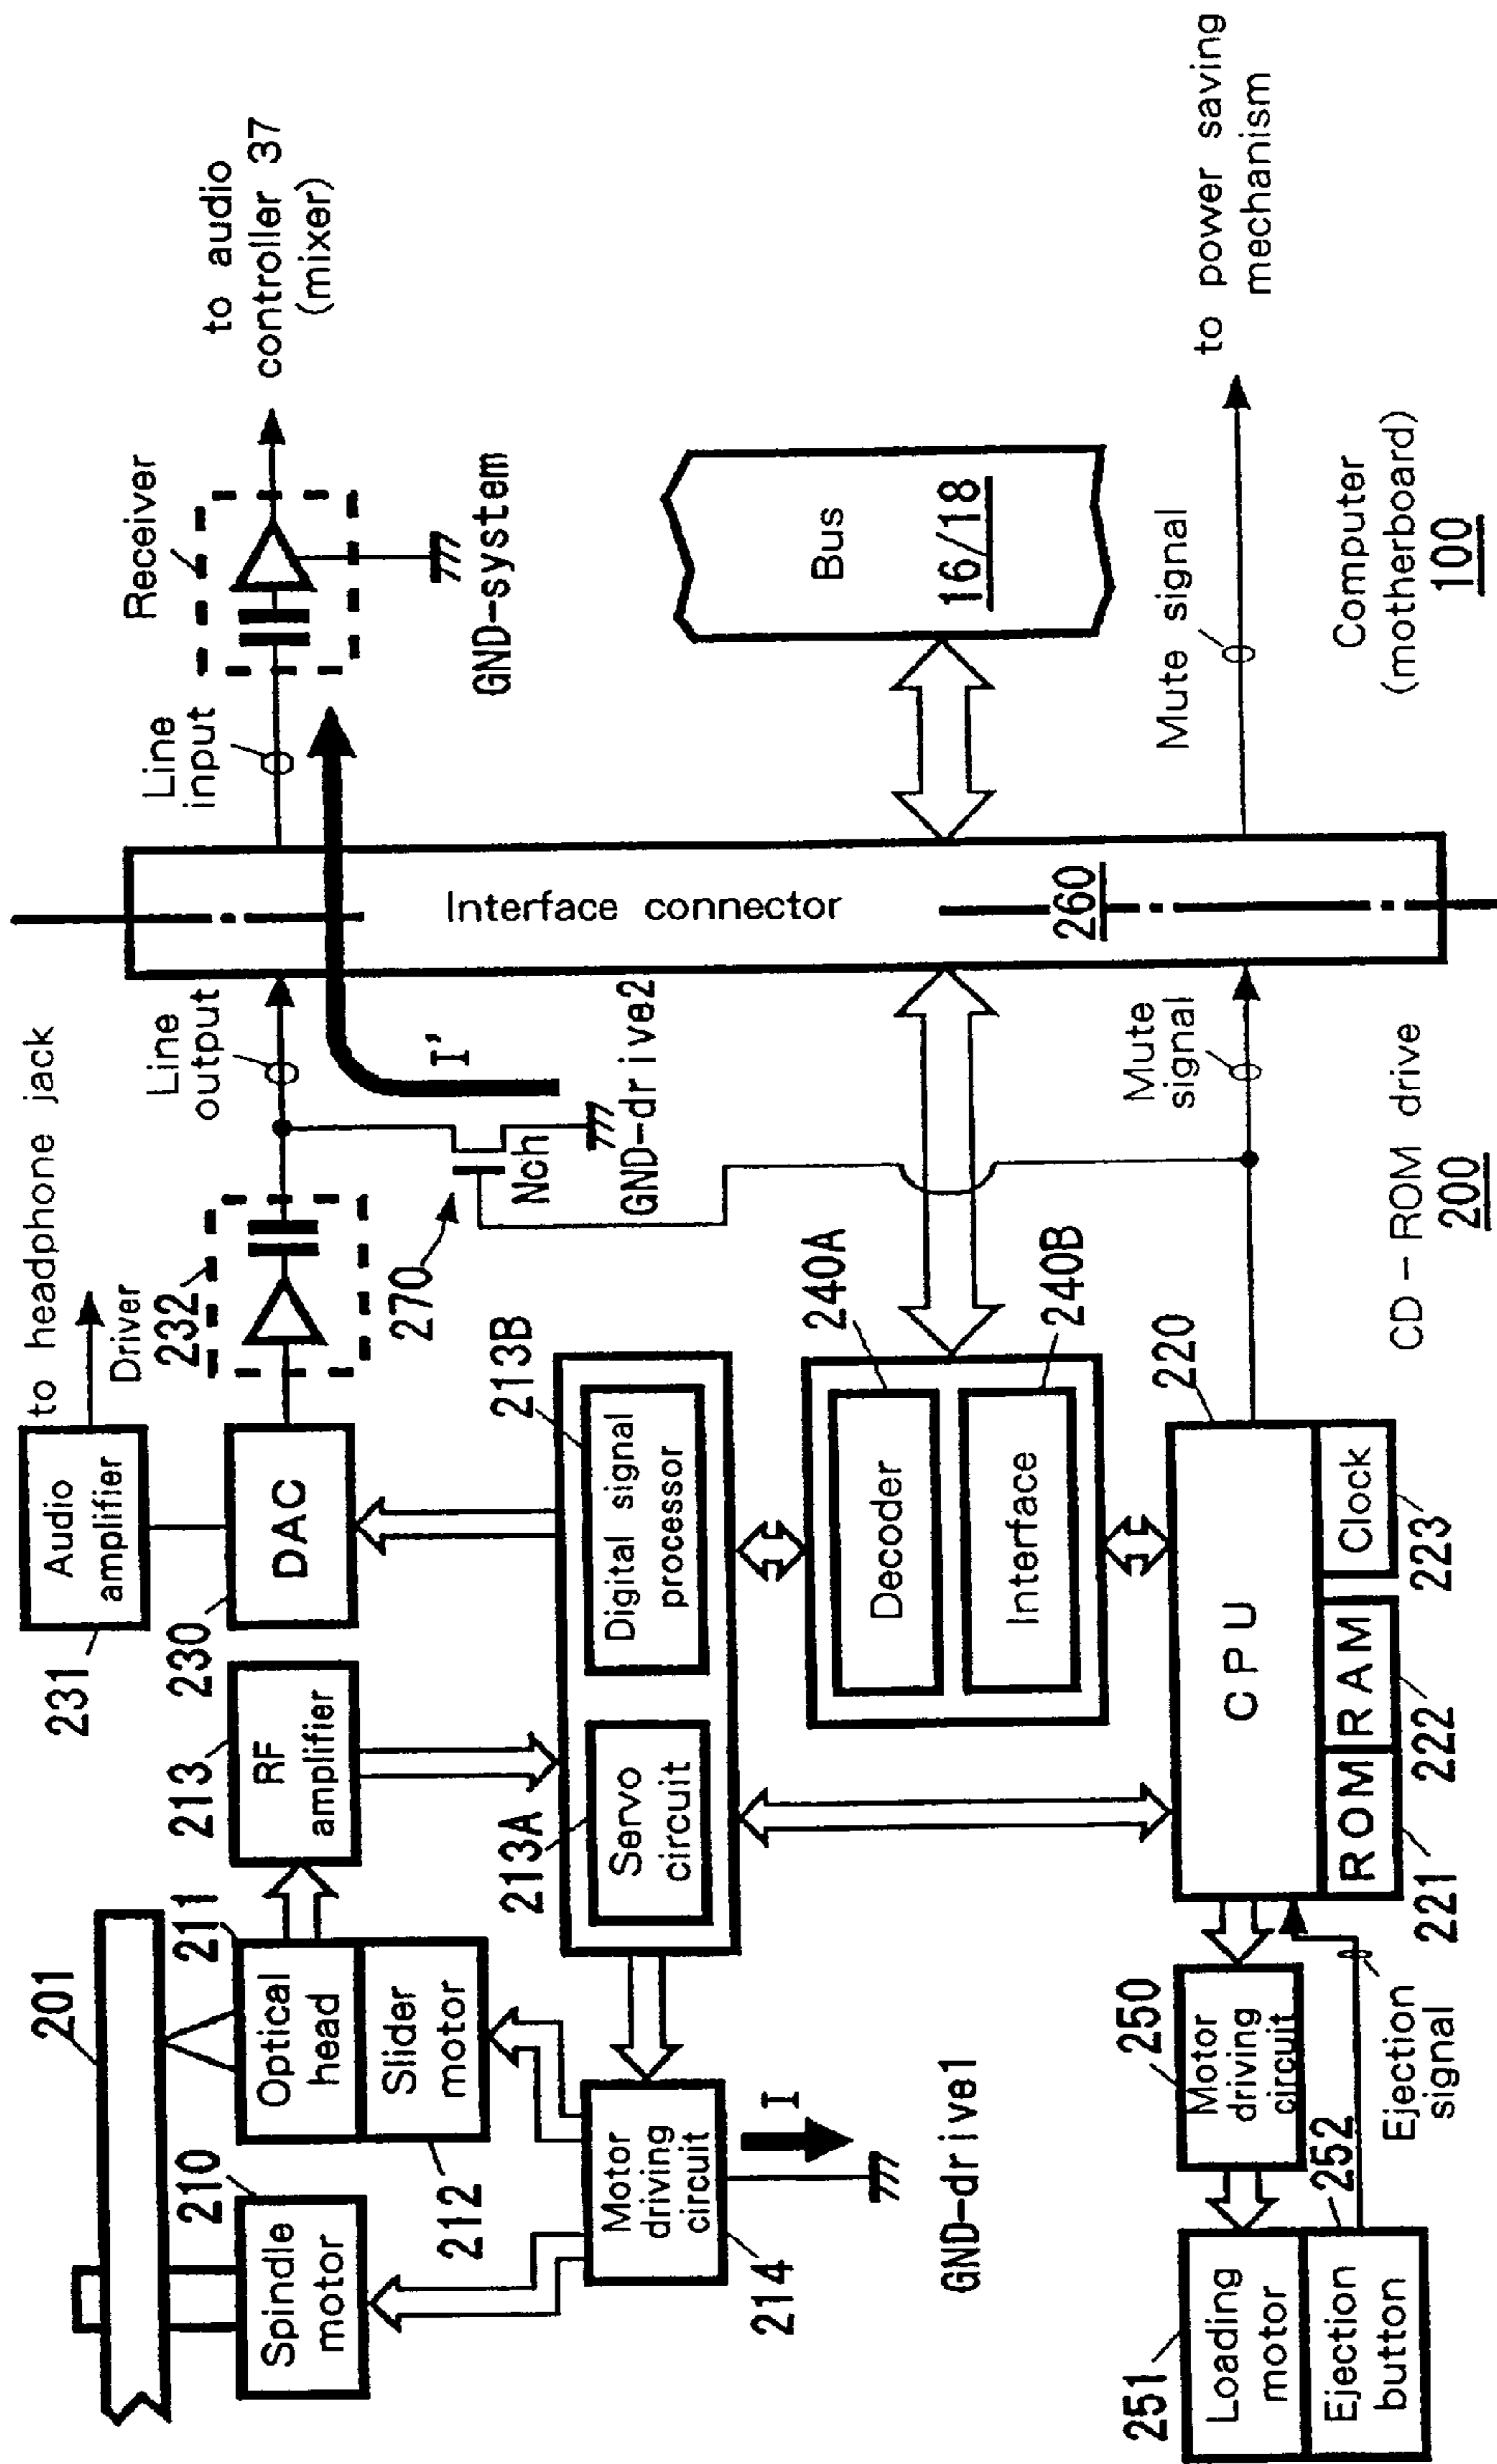 201
210
Spindle
motor
211
Optical
head
Slider
motor
212
213
RF
amplifier
231
Audio
amplifier
to headphone jack
230
DAC
Driver
232
Line
output
Line
input
Receiver
to audio
controller 37
(mixer)
GND-system
270
Nch
GND-drive2
I'
Motor
driving
circuit
214
I
GND-drive1
213A
Servo
circuit
213B
Digital signal
processor
240A
Decoder
240B
Interface
Interface connector
260
Bus
16/18
251
Loading
motor
Ejection
button
252
250
Motor
driving
circuit
Ejection
signal
220
CPU
ROM
RAM
Clock
221
222
223
Mute
signal
Mute signal
to power saving
mechanism
CD-ROM drive
200
Computer
(motherboard)
100